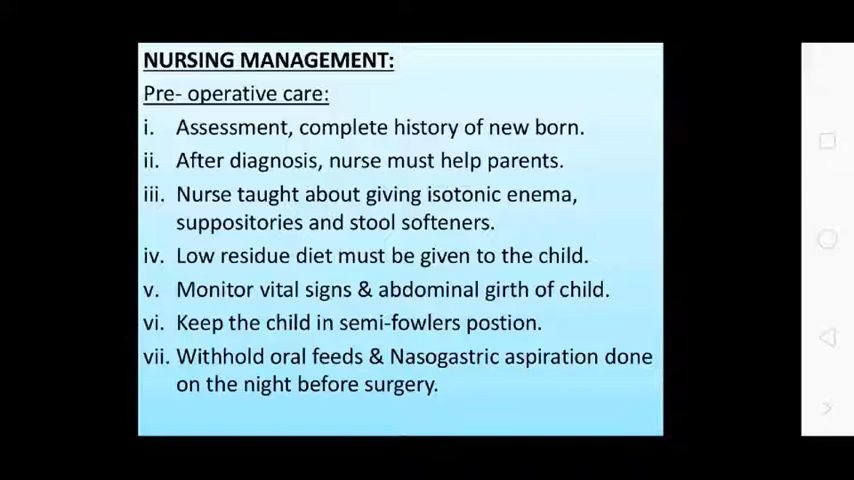 NURSING MANAGEMENT:
Pre- operative care:
i. Assessment, complete history of new born.
ii. After diagnosis, nurse must help parents.
iii. Nurse taught about giving isotonic enema,
suppositories and stool softeners.
iv. Low residue diet must be given to the child.
v. Monitor vital signs & abdominal girth of child.
vi. Keep the child in semi-fowlers postion.
vii. Withhold oral feeds & Nasogastric aspiration done
on the night before surgery.